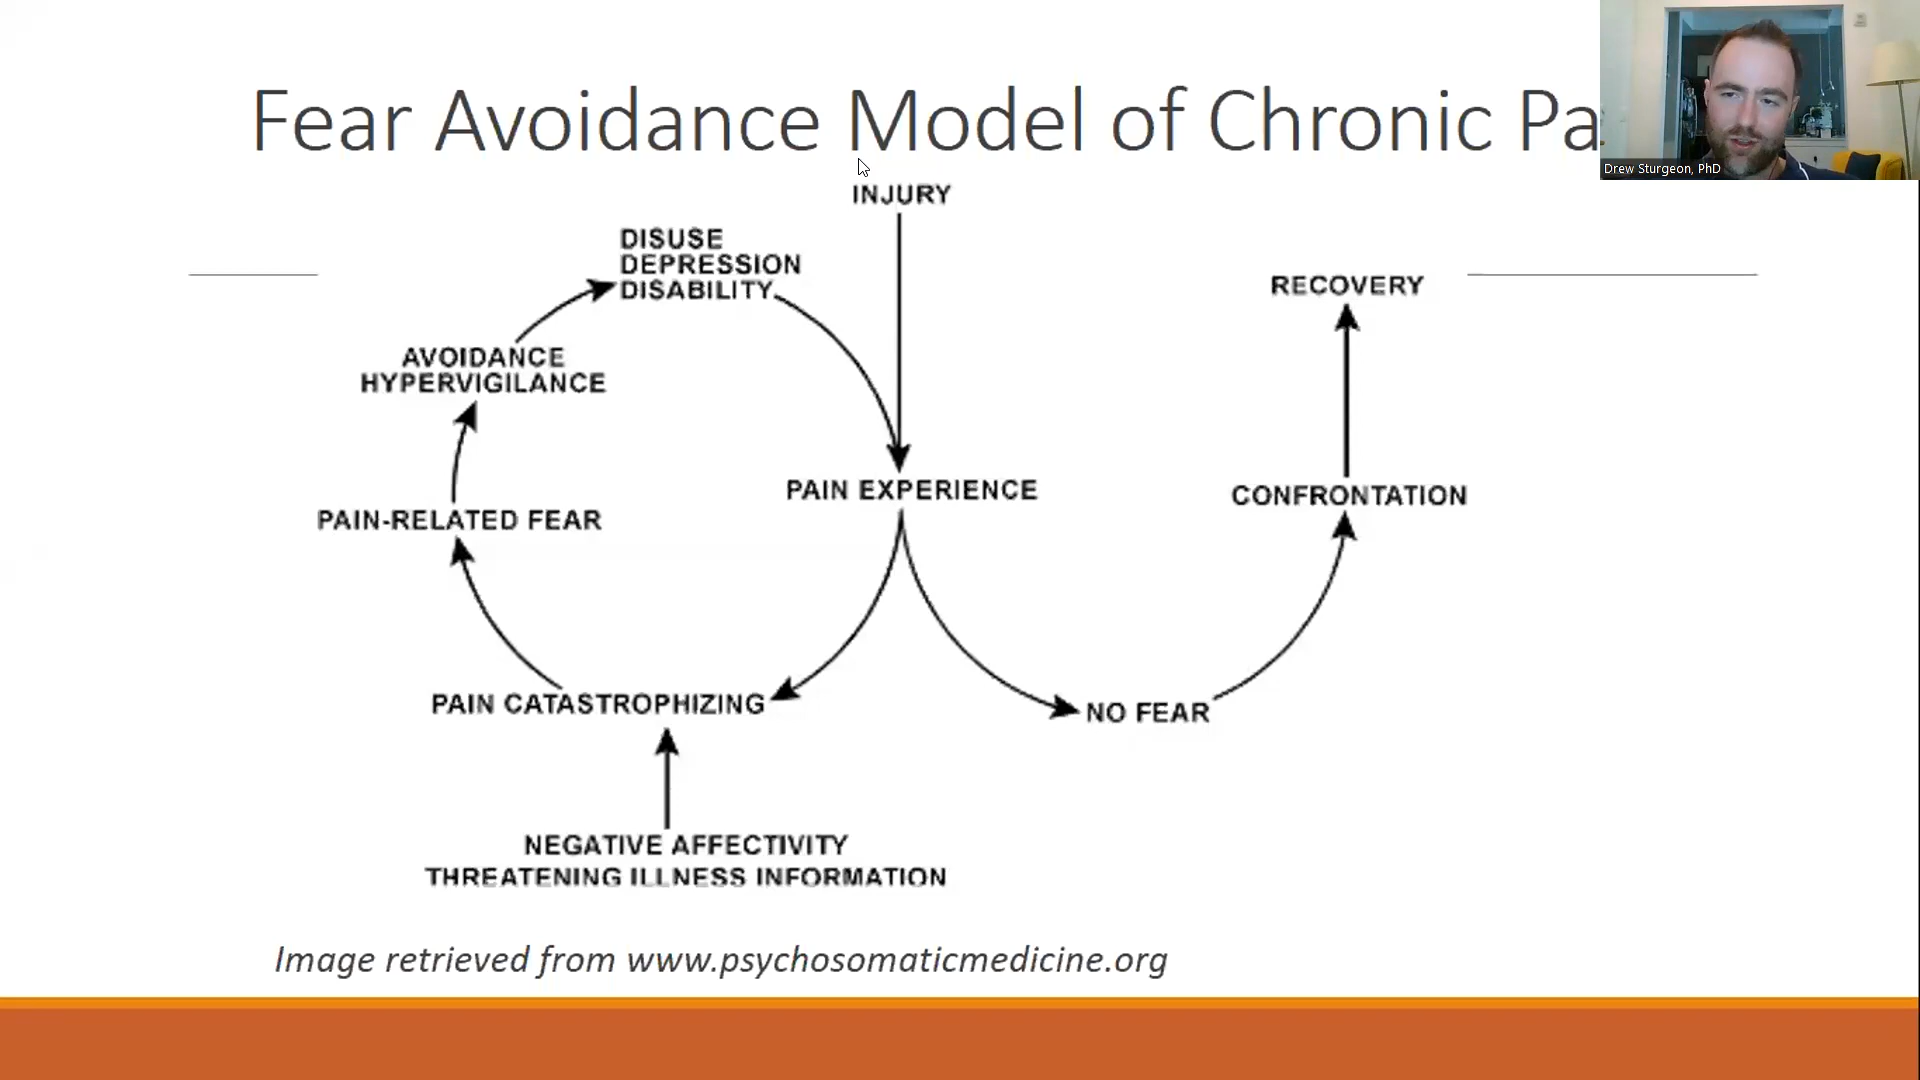 Fear Avoidance Model of Chronic Pa
Drew Sturgeon, PhD
INJURY
DISUSE
DEPRESSION
DISABILITY
RECOVERY
AVOIDANCE
HYPERVIGILANCE
PAIN EXPERIENCE
CONFRONTATION
PAIN-RELATED FEAR
PAIN CATASTROPHIZING
NO FEAR
NEGATIVE AFFECTIVITY
THREATENING ILLNESS INFORMATION
Image retrieved from www.psychosomaticmedicine.org